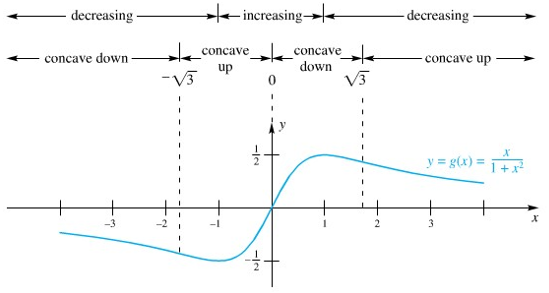 decreasing increasing decreasing
concave down concave up concave down concave up
−√3 0 √3
y
1/2
y = g(x) = x/(1 + x²)
−3 −2 −1 1 2 3 x
−1/2